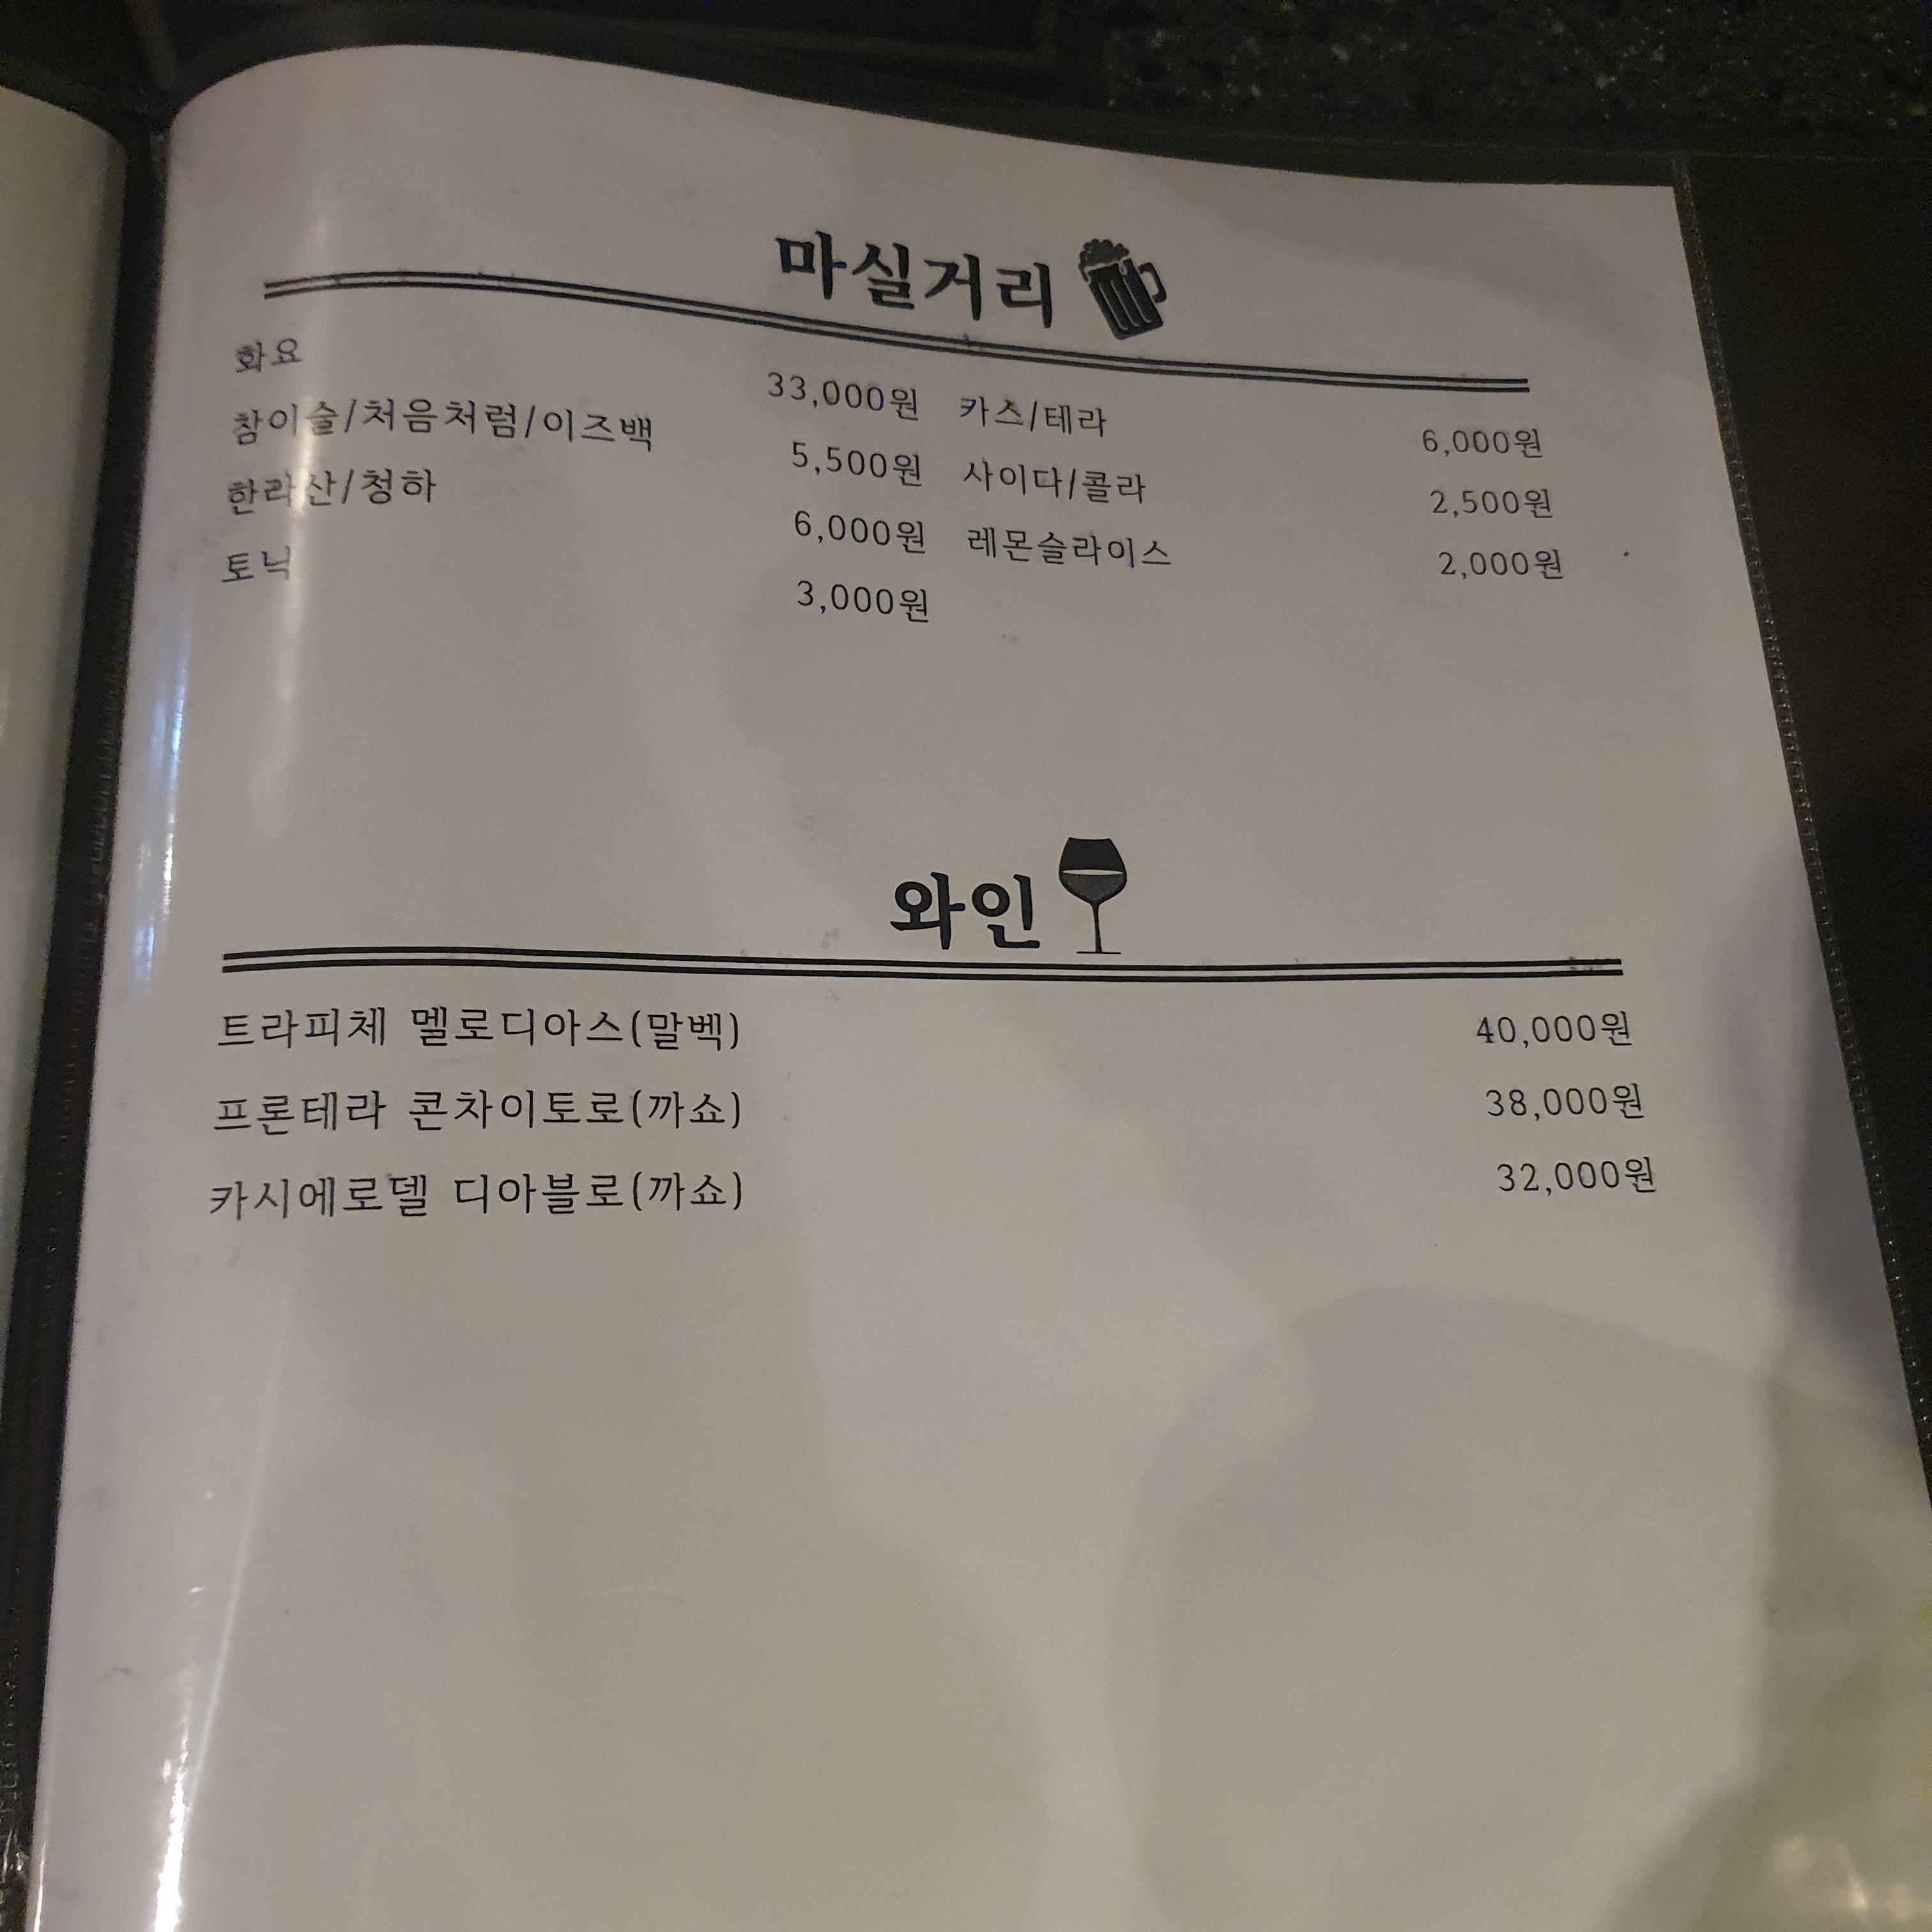 마실거리
화요 33,000원 카스/테라 6,000원
참이슬/처음처럼/이즈백 5,500원 사이다/콜라 2,500원
한라산/청하 6,000원 레몬슬라이스 2,000원
토닉 3,000원
와인
트라피체 멜로디아스(말벡) 40,000원
프론테라 콘차이토로(까쇼) 38,000원
카시에로델 디아블로(까쇼) 32,000원